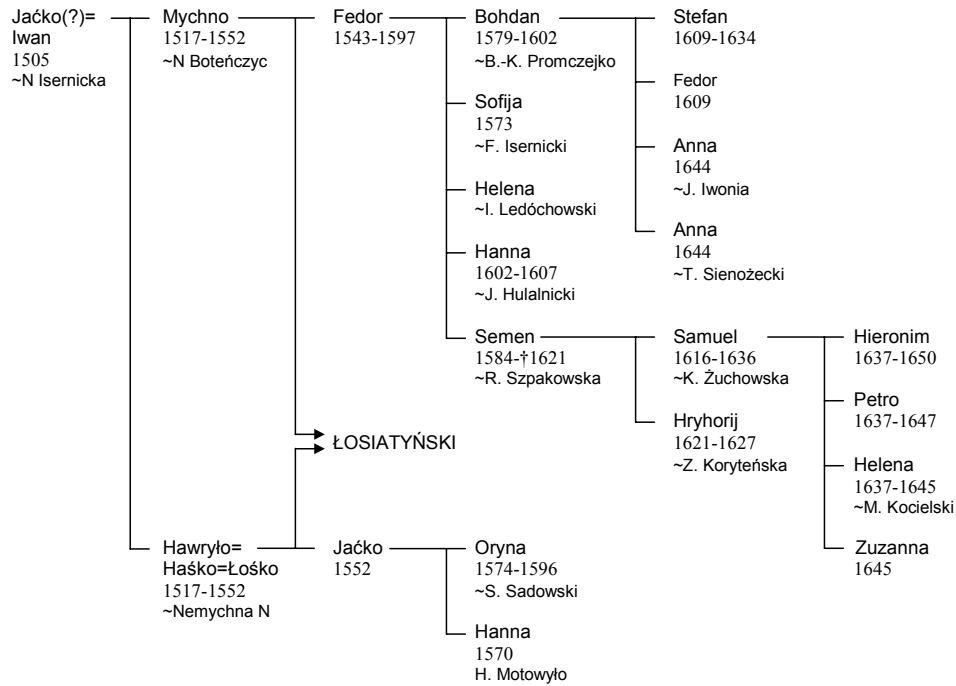 Jaćko(?)=
Iwan
1505
~N Isernicka
Mychno
1517-1552
~N Boteńczyc
Fedor
1543-1597
Bohdan
1579-1602
~B.-K. Promczejko
Stefan
1609-1634
Fedor
1609
Sofija
1573
~F. Isernicki
Anna
1644
~J. Iwonia
Helena
~I. Ledóchowski
Anna
1644
~T. Sienożecki
Hanna
1602-1607
~J. Hulalnicki
Semen
1584-†1621
~R. Szpakowska
Samuel
1616-1636
~K. Żuchowska
Hieronim
1637-1650
Petro
1637-1647
Hryhorij
1621-1627
~Z. Koryteńska
ŁOSIATYŃSKI
Helena
1637-1645
~M. Kocielski
Hawryło=
Haśko=Łośko
1517-1552
~Nemychna N
Jaćko
1552
Oryna
1574-1596
~S. Sadowski
Zuzanna
1645
Hanna
1570
H. Motowyło